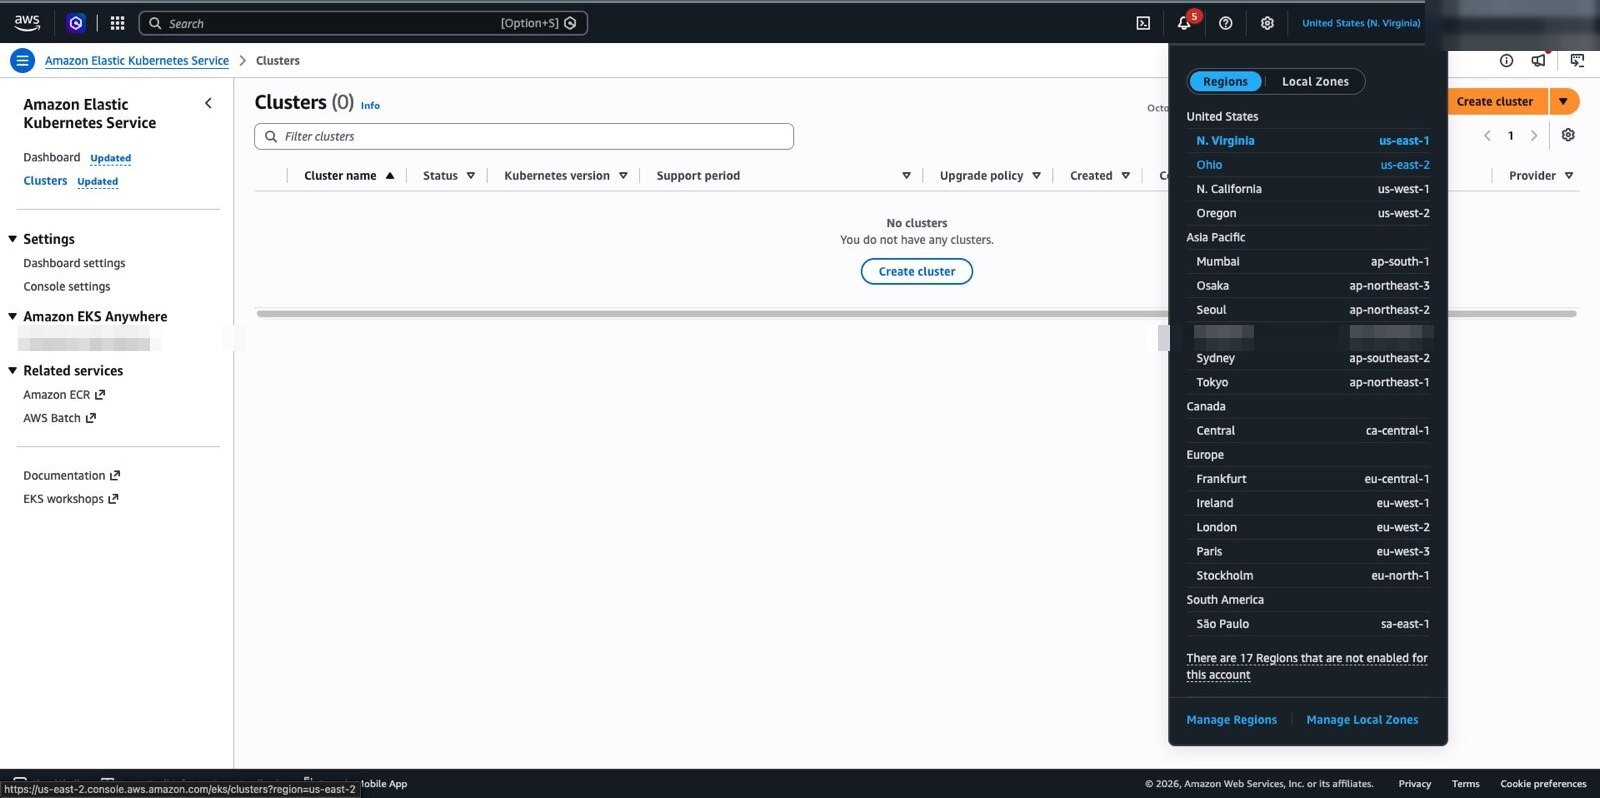 aws
Search [Option+S]
5
United States (N. Virginia)
Amazon Elastic Kubernetes Service > Clusters
Amazon Elastic
Kubernetes Service
Dashboard Updated
Clusters Updated
Settings
Dashboard settings
Console settings
Amazon EKS Anywhere
Related services
Amazon ECR
AWS Batch
Documentation
EKS workshops
Clusters (0) Info
Octo
Create cluster
Filter clusters
1
Cluster name Status Kubernetes version Support period Upgrade policy Created Provider
No clusters
You do not have any clusters.
Create cluster
Regions Local Zones
United States
N. Virginia us-east-1
Ohio us-east-2
N. California us-west-1
Oregon us-west-2
Asia Pacific
Mumbai ap-south-1
Osaka ap-northeast-3
Seoul ap-northeast-2
Sydney ap-southeast-2
Tokyo ap-northeast-1
Canada
Central ca-central-1
Europe
Frankfurt eu-central-1
Ireland eu-west-1
London eu-west-2
Paris eu-west-3
Stockholm eu-north-1
South America
São Paulo sa-east-1
There are 17 Regions that are not enabled for
this account
Manage Regions Manage Local Zones
Mobile App
© 2026, Amazon Web Services, Inc. or its affiliates. Privacy Terms Cookie preferences
https://us-east-2.console.aws.amazon.com/eks/clusters?region=us-east-2